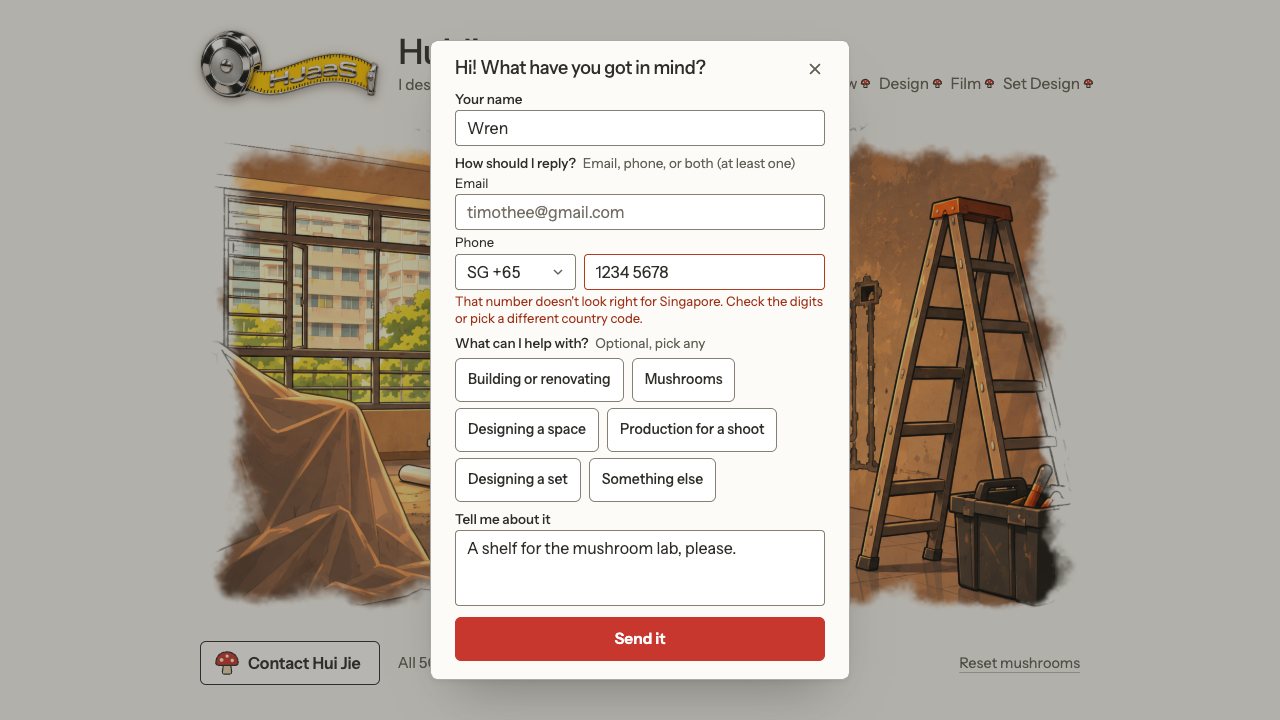 HJaaS
Hi! What have you got in mind?
I des
Design
Film
Set Design
Your name
Wren
How should I reply? Email, phone, or both (at least one)
Email
timothee@gmail.com
Phone
SG +65
1234 5678
That number doesn't look right for Singapore. Check the digits
or pick a different country code.
What can I help with? Optional, pick any
Building or renovating
Mushrooms
Designing a space
Production for a shoot
Designing a set
Something else
Tell me about it
A shelf for the mushroom lab, please.
Send it
Contact Hui Jie
All 5
Reset mushrooms